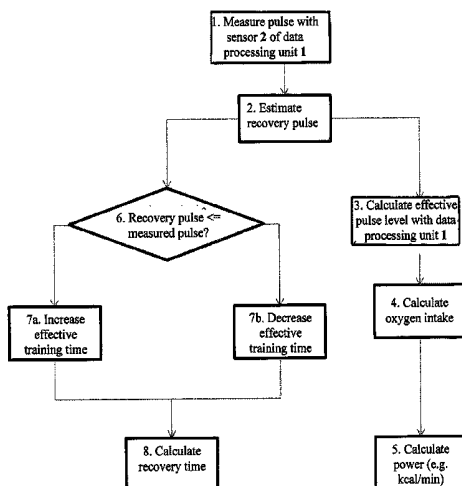 1. Measure pulse with
sensor 2 of data
processing unit 1
2. Estimate
recovery pulse
6. Recovery pulse <=
measured pulse?
3. Calculate effective
pulse level with data
processing unit 1
7a. Increase
effective
training time
7b. Decrease
effective
training time
4. Calculate
oxygen intake
8. Calculate
recovery time
5. Calculate
power (e.g.
kcal/min)